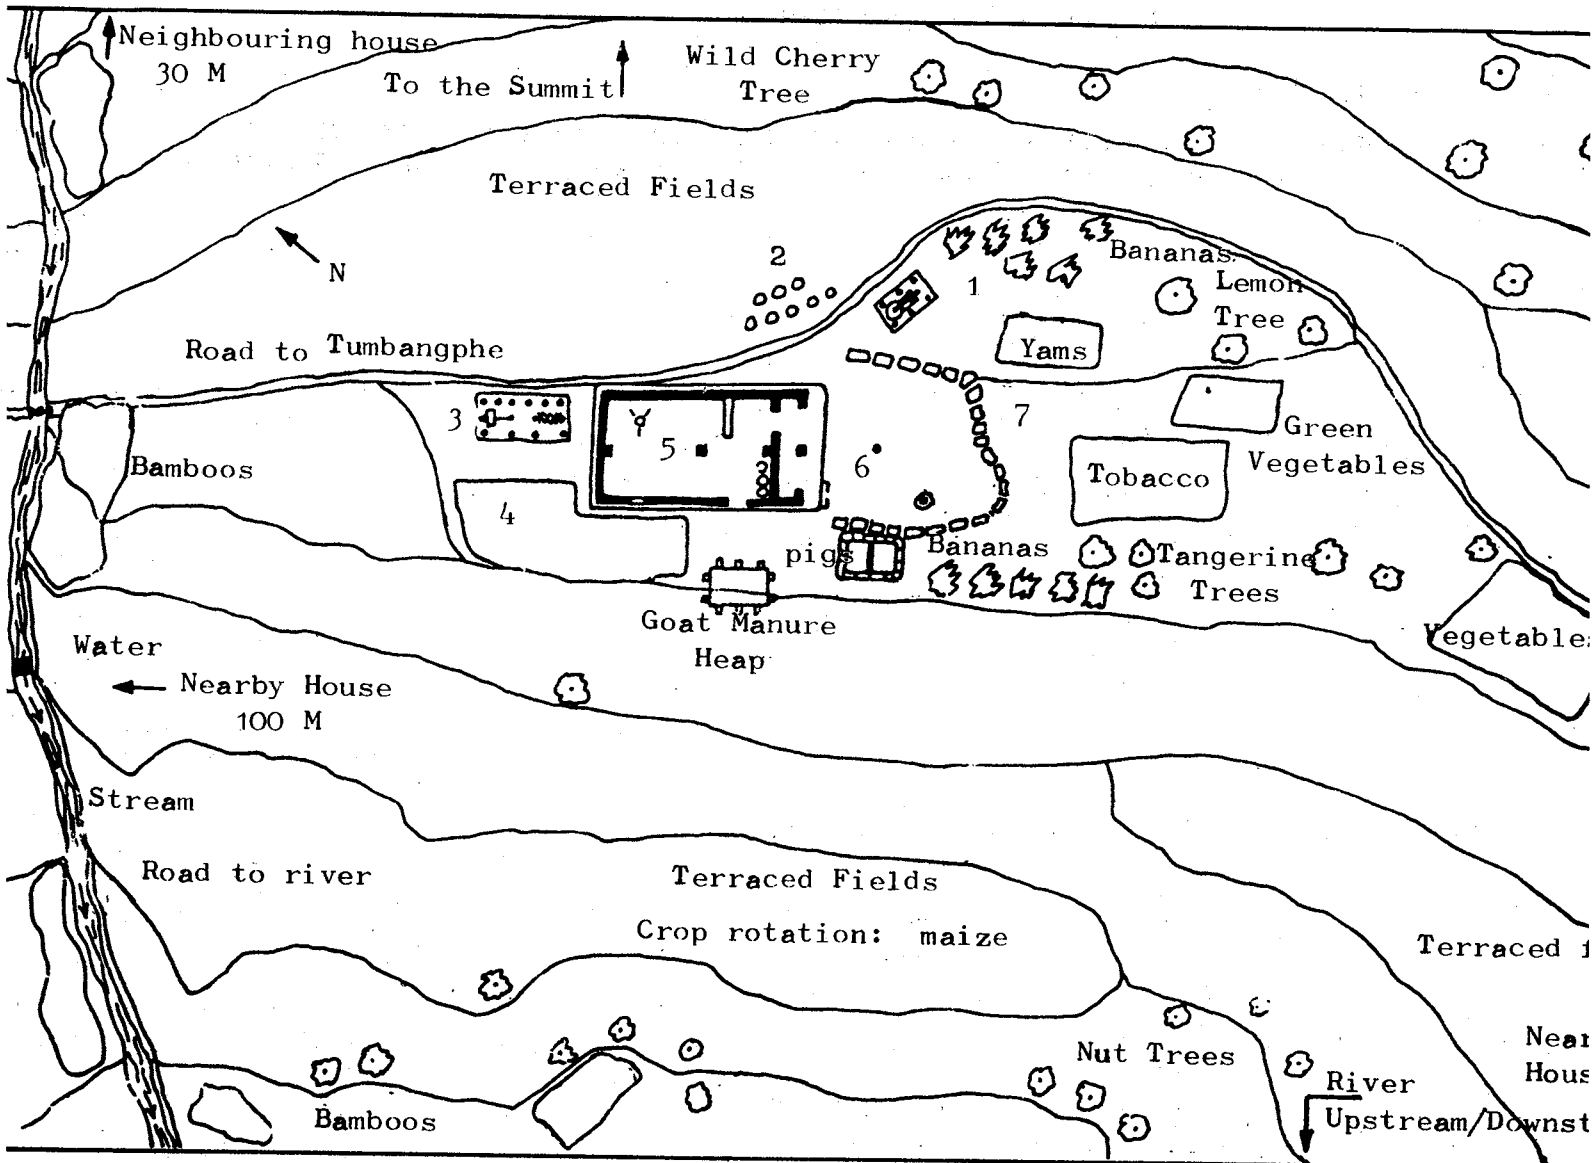 Neighbouring house
30 M
To the Summit
Wild Cherry
Tree
Terraced Fields
N
2
1
Bananas
Lemon
Tree
Yams
Road to Tumbangphe
3
5
4
6
7
Green
Vegetables
Tobacco
Bamboos
pigs
Bananas
Tangerine
Trees
Goat Manure
Heap
Vegetables
Water
Nearby House
100 M
Stream
Road to river
Terraced Fields
Crop rotation: maize
Terraced
Nut Trees
River
Upstream/Downst
Bamboos